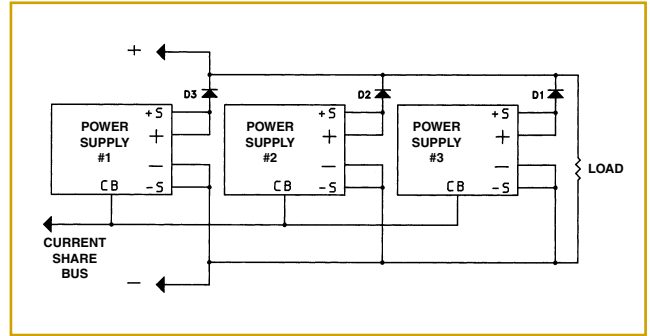 +
D3
D2
D1
+S
+S
+S
POWER
SUPPLY
#1
POWER
SUPPLY
#2
POWER
SUPPLY
#3
+
+
+
−
−
−
CB
-S
CB
-S
CB
-S
LOAD
CURRENT
SHARE
BUS
−